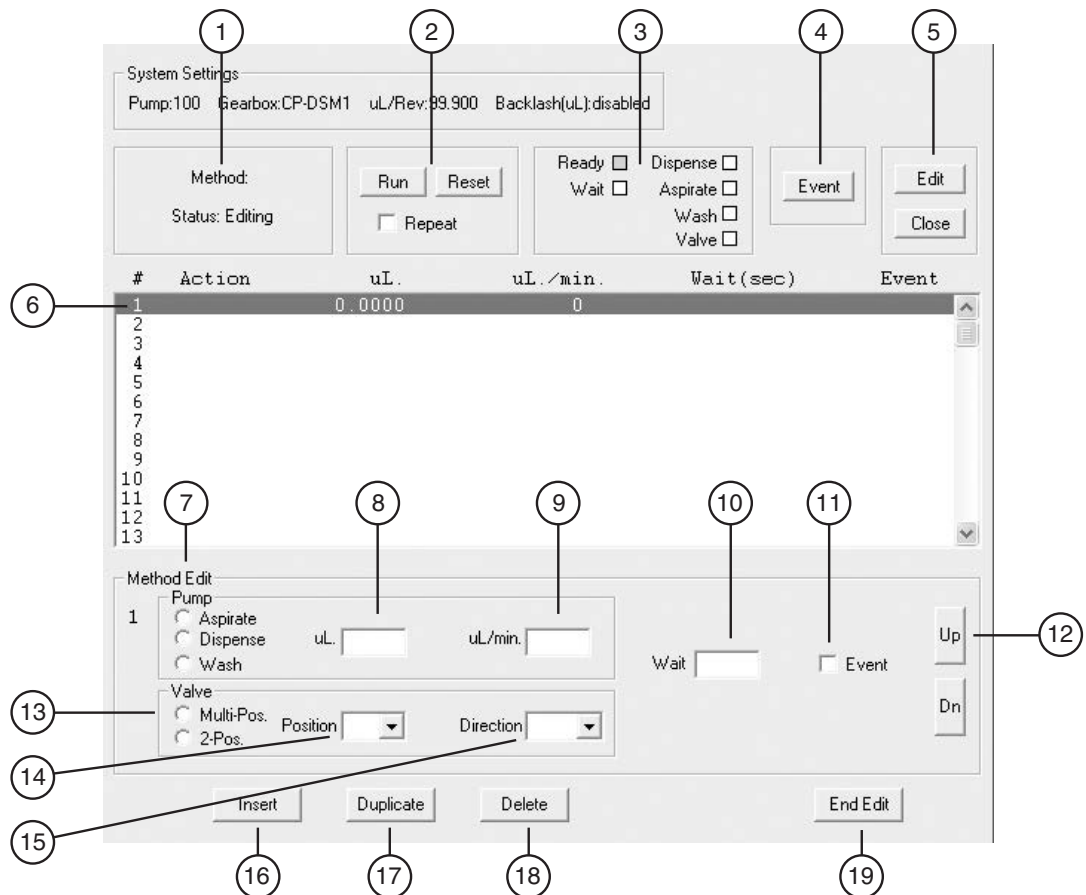 1 2 3 4 5
System Settings
Pump:100 Gearbox:CP-DSM1 uL/Rev:99.900 Backlash(uL):disabled
Method:
Status: Editing
Run Reset
Repeat
Ready Dispense
Wait Aspirate
Wash
Valve
Event
Edit
Close
# Action uL. uL./min. Wait(sec) Event
6
1 0.0000 0
2
3
4
5
6
7
8
9
10
11
12
13
7 8 9 10 11
Method Edit
1
Pump
Aspirate
Dispense uL. uL/min.
Wash
Wait Event
Up
12
Dn
Valve
13
Multi-Pos. Position Direction
2-Pos.
14
15
Insert Duplicate Delete End Edit
16 17 18 19